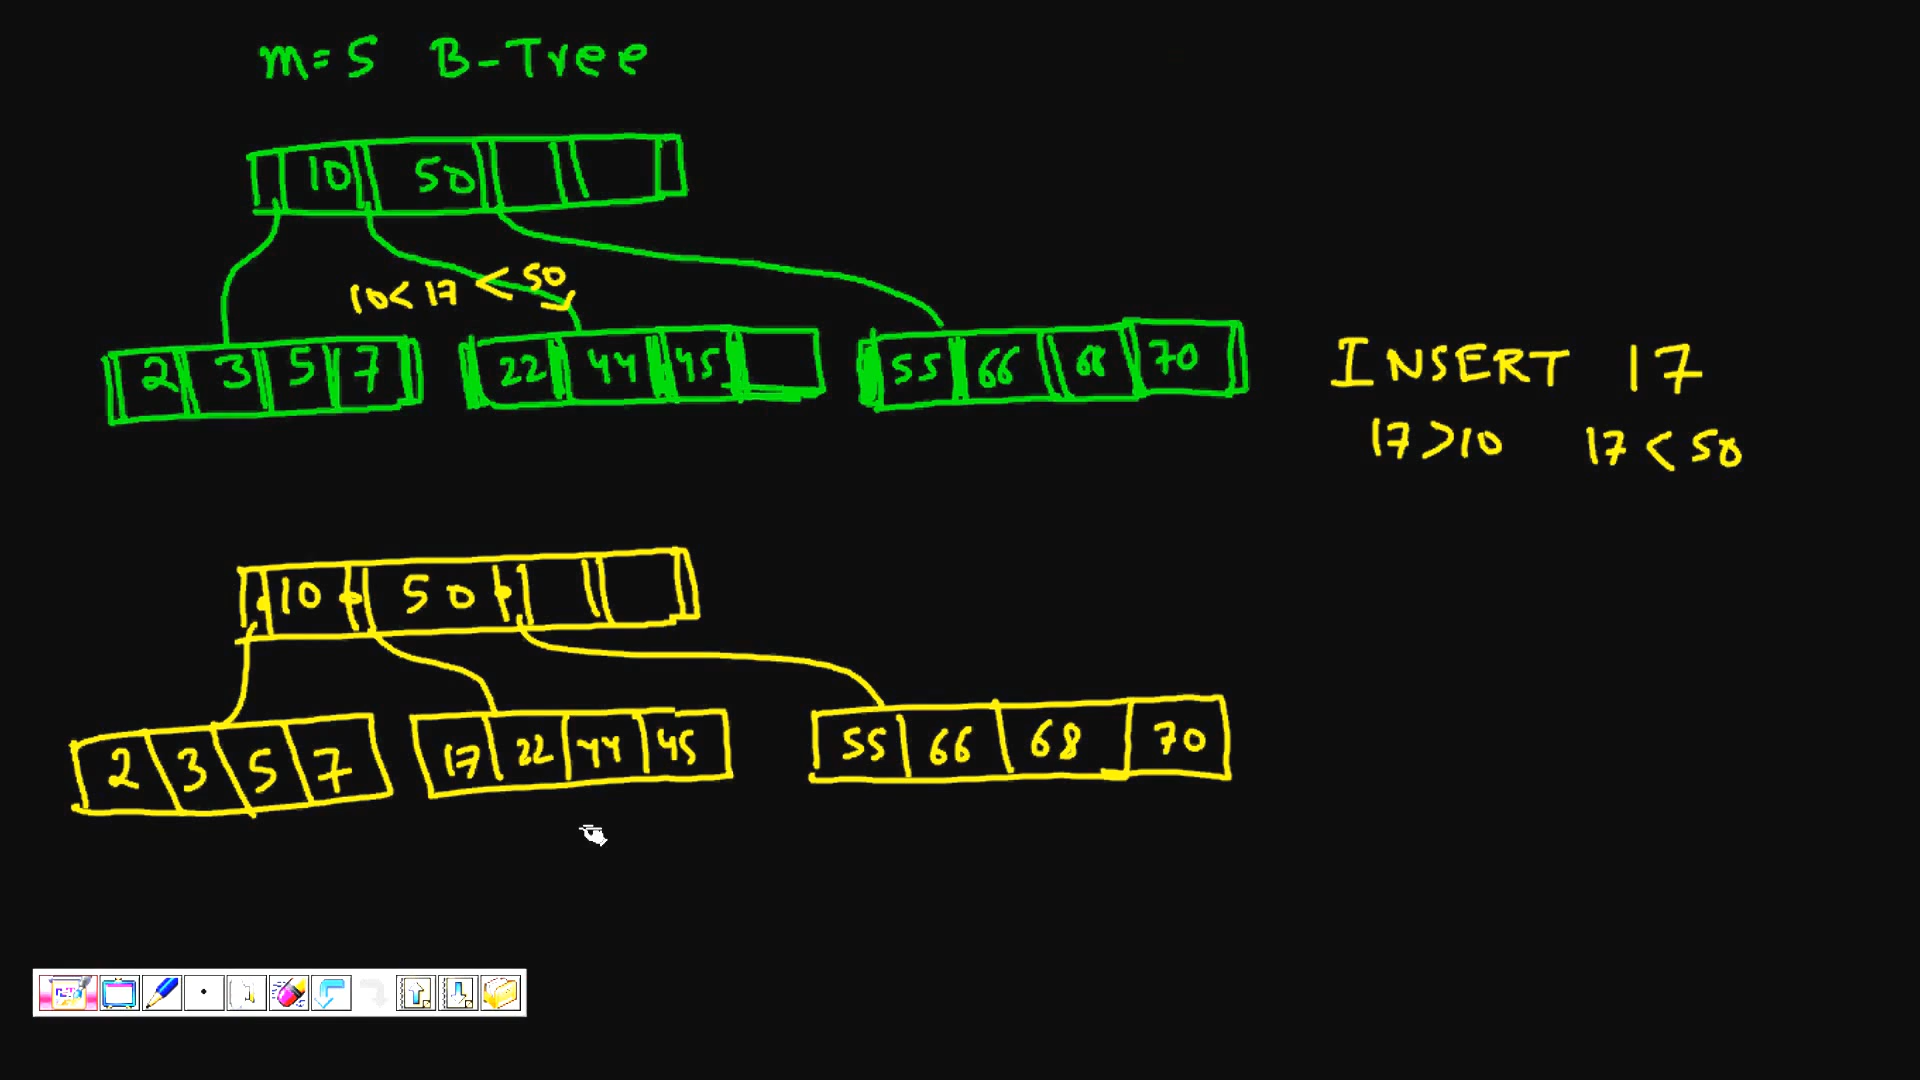 m=5 B-Tree
10 50
10<17 < 50
2 3 5 7 22 44 45 55 66 68 70
INSERT 17
17>10 17<50
10 50
2 3 5 7 17 22 44 45 55 66 68 70